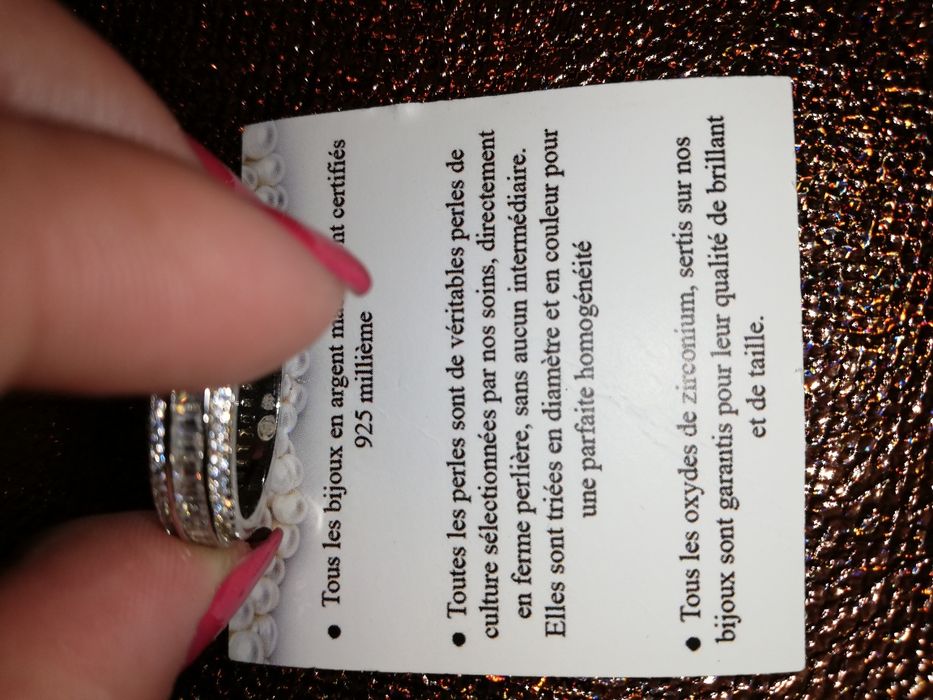 • Tous les bijoux en argent certifiés
925 millième
• Toutes les perles sont de véritables perles de
culture sélectionnées par nos soins, directement
en ferme perlière, sans aucun intermédiaire.
Elles sont triées en diamètre et en couleur pour
une parfaite homogénéité
• Tous les oxydes de zirconium, sertis sur nos
bijoux sont garantis pour leur qualité de brillant
et de taille.